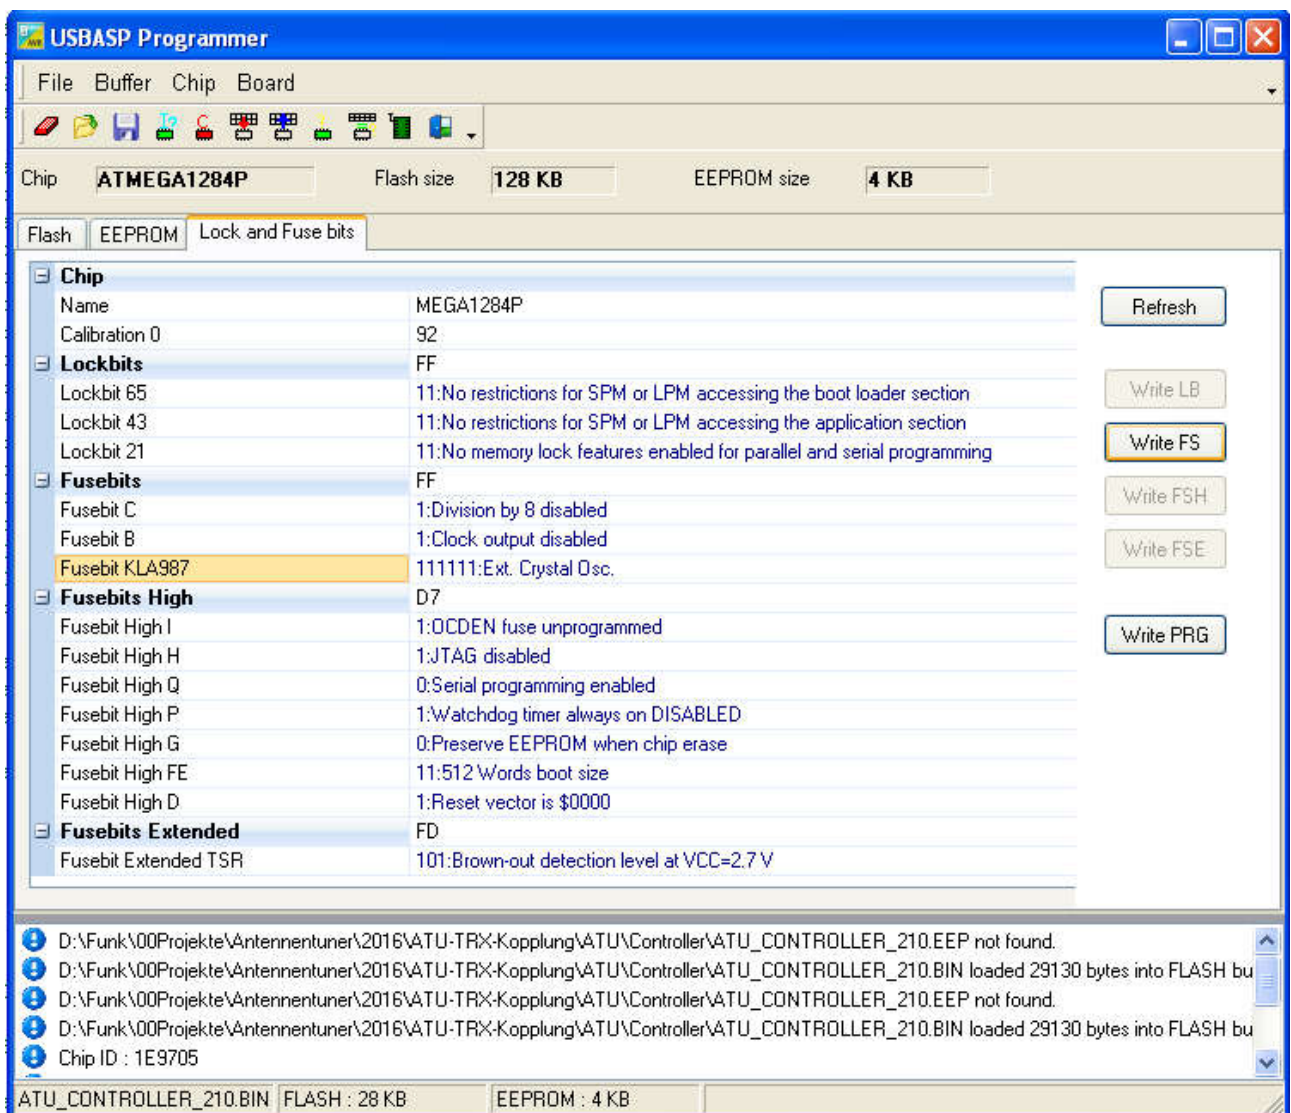 USBASP Programmer
File Buffer Chip Board
Chip ATMEGA1284P Flash size 128 KB EEPROM size 4 KB
Flash EEPROM Lock and Fuse bits
Chip
Name MEGA1284P
Calibration 0 92
Lockbits FF
Lockbit 65 11:No restrictions for SPM or LPM accessing the boot loader section
Lockbit 43 11:No restrictions for SPM or LPM accessing the application section
Lockbit 21 11:No memory lock features enabled for parallel and serial programming
Fusebits FF
Fusebit C 1:Division by 8 disabled
Fusebit B 1:Clock output disabled
Fusebit KLA987 111111:Ext. Crystal Osc.
Fusebits High D7
Fusebit High I 1:OCDEN fuse unprogrammed
Fusebit High H 1:JTAG disabled
Fusebit High Q 0:Serial programming enabled
Fusebit High P 1:Watchdog timer always on DISABLED
Fusebit High G 0:Preserve EEPROM when chip erase
Fusebit High FE 11:512 Words boot size
Fusebit High D 1:Reset vector is $0000
Fusebits Extended FD
Fusebit Extended TSR 101:Brown-out detection level at VCC=2.7 V
Refresh
Write LB
Write FS
Write FSH
Write FSE
Write PRG
D:\Funk\00Projekte\Antennentuner\2016\ATU-TRX-Kopplung\ATU\Controller\ATU_CONTROLLER_210.EEP not found.
D:\Funk\00Projekte\Antennentuner\2016\ATU-TRX-Kopplung\ATU\Controller\ATU_CONTROLLER_210.BIN loaded 29130 bytes into FLASH bu
D:\Funk\00Projekte\Antennentuner\2016\ATU-TRX-Kopplung\ATU\Controller\ATU_CONTROLLER_210.EEP not found.
D:\Funk\00Projekte\Antennentuner\2016\ATU-TRX-Kopplung\ATU\Controller\ATU_CONTROLLER_210.BIN loaded 29130 bytes into FLASH bu
Chip ID : 1E9705
ATU_CONTROLLER_210.BIN FLASH : 28 KB EEPROM : 4 KB